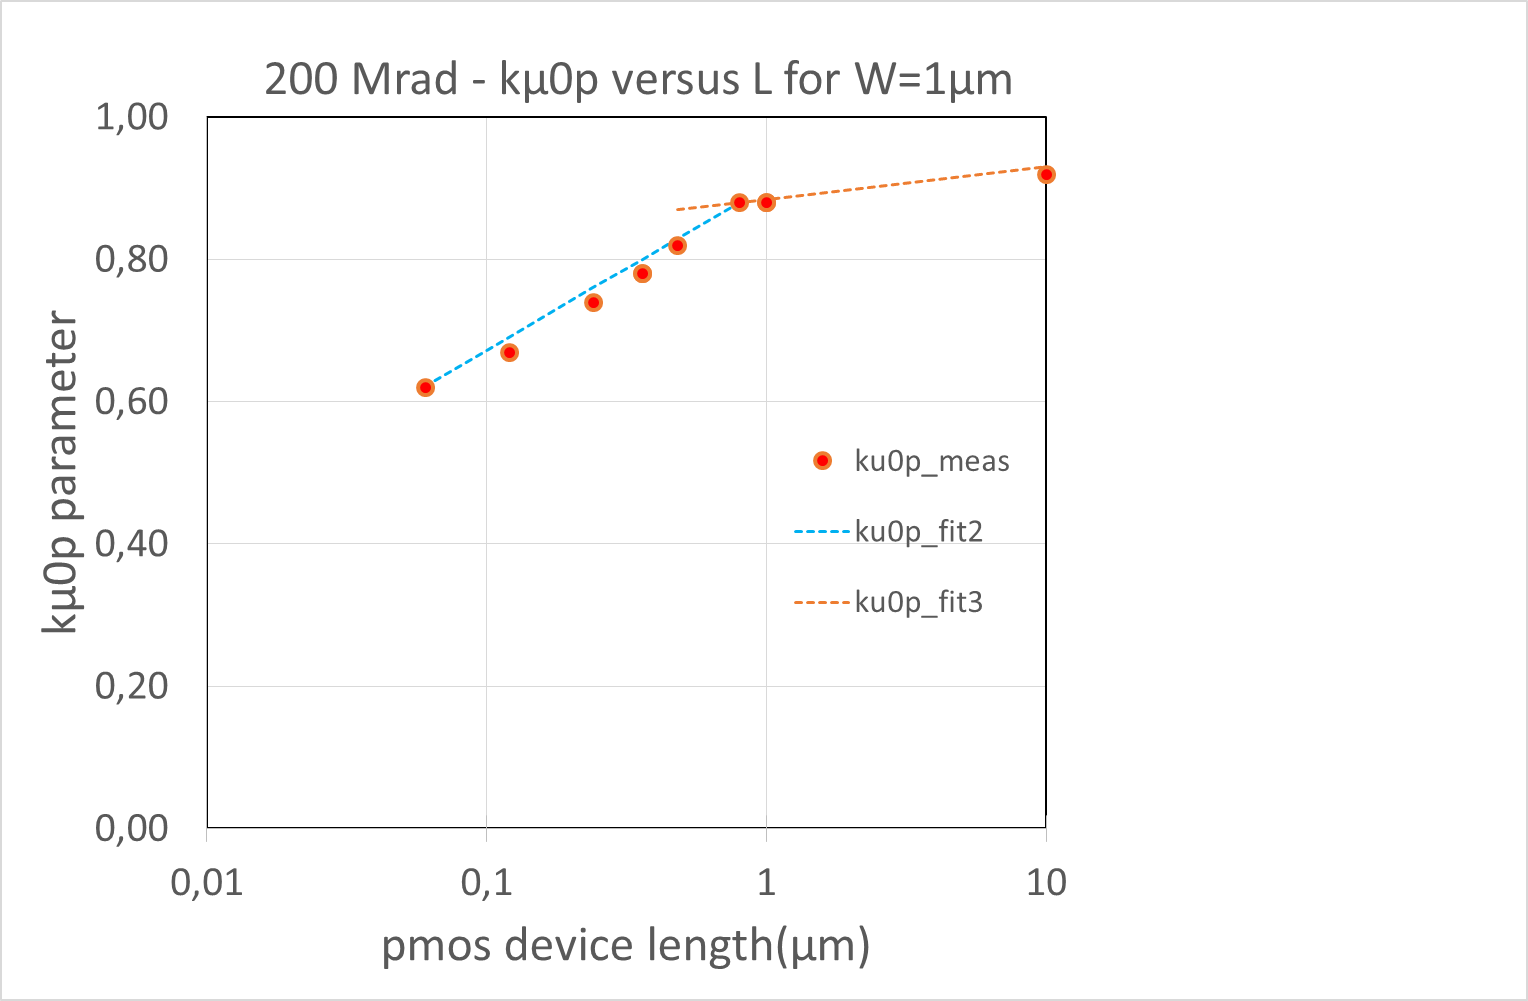 200 Mrad - kµ0p versus L for W=1µm
1,00
0,80
0,60
0,40
0,20
0,00
kµ0p parameter
ku0p_meas
ku0p_fit2
ku0p_fit3
0,01 0,1 1 10
pmos device length(µm)